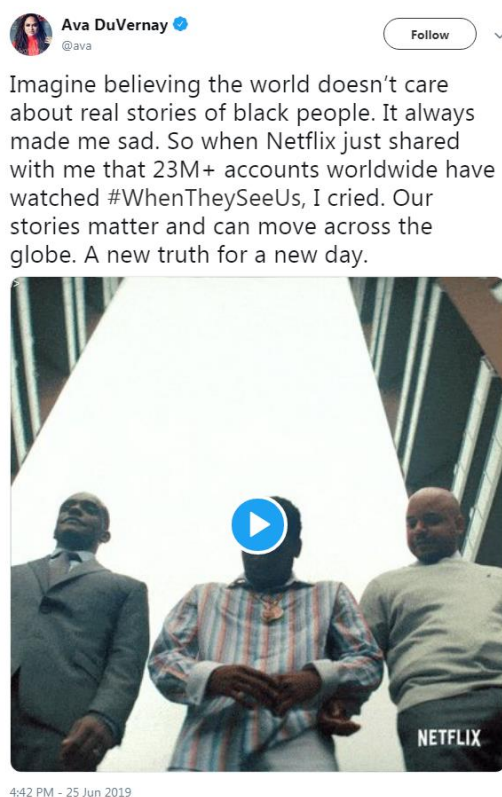 Ava DuVernay
Follow
@ava
Imagine believing the world doesn't care
about real stories of black people. It always
made me sad. So when Netflix just shared
with me that 23M+ accounts worldwide have
watched #WhenTheySeeUs, I cried. Our
stories matter and can move across the
globe. A new truth for a new day.
NETFLIX
4:42 PM - 25 Jun 2019